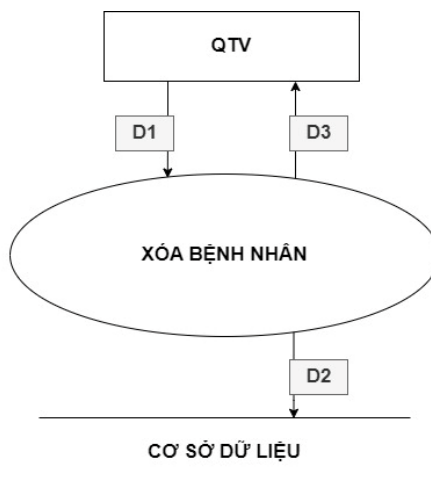 QTV
D1
D3
XÓA BỆNH NHÂN
D2
CƠ SỞ DỮ LIỆU